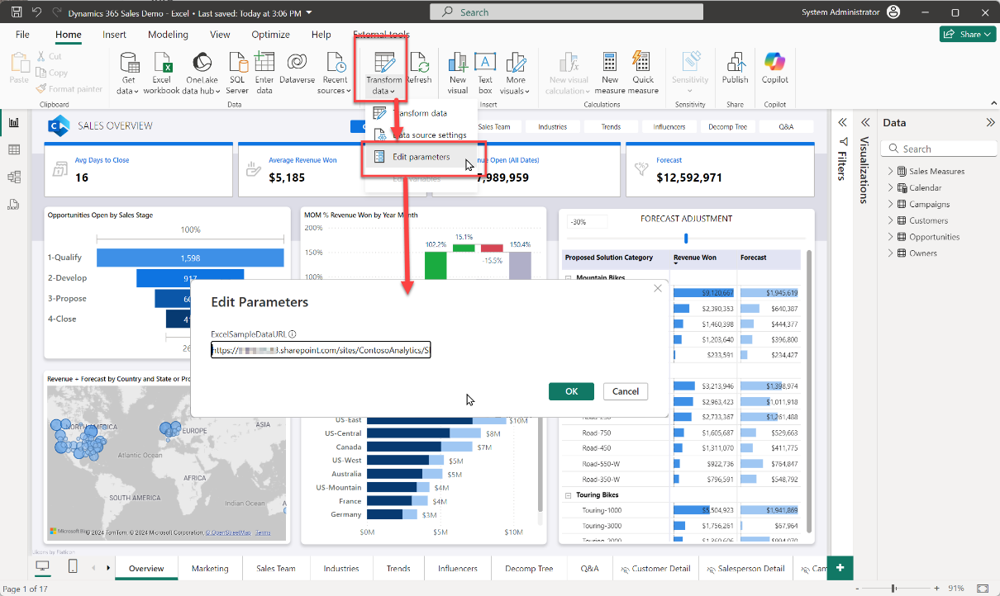 Dynamics 365 Sales Demo - Excel • Last saved: Today at 3:06 PM
Search
System Administrator
File Home Insert Modeling View Optimize Help External tools
Share
Paste
Cut
Copy
Format painter
Get data
Excel workbook
OneLake data hub
SQL Server
Enter data
Dataverse
Recent sources
Transform data
Refresh
New visual
Text box
More visuals
New visual calculation
New measure
Quick measure
Sensitivity
Publish
Copilot
Clipboard
Data
Insert
Calculations
Sensitivity
Share
Copilot
Transform data
Data source settings
Edit parameters
Edit variables
SALES OVERVIEW
Sales Team
Industries
Trends
Influencers
Decomp Tree
Q&A
Avg Days to Close
16
Average Revenue Won
$5,185
Open (All Dates)
7,989,959
Forecast
$12,592,971
Opportunities Open by Sales Stage
100%
1-Qualify 1,598
2-Develop 917
3-Propose
4-Close
MOM % Revenue Won by Year Month
200%
150%
100%
102.2%
15.1%
-15.5%
150.4%
-30%
FORECAST ADJUSTMENT
Proposed Solution Category Revenue Won Forecast
Mountain Bikes
$9,120,667 $1,945,619
$2,390,353 $640,387
$1,460,398 $444,377
$1,203,640 $396,800
$233,591 $234,427
$3,213,946 $1,398,974
$2,963,423 $1,011,918
$2,733,367 $1,261,488
Road-750 $1,605,687 $529,663
Road-450 $1,311,070 $411,775
Road-550-W $922,736 $764,847
Road-350-W $796,591 $548,792
Touring Bikes
Touring-1000 $5,504,923 $1,941,869
Touring-3000 $1,756,261 $67,964
Touring-2000
Edit Parameters
ExcelSampleDataURL
https://
.sharepoint.com/sites/ContosoAnalytics/S
OK
Cancel
Revenue + Forecast by Country and State or Pro
NORTH AMERICA
EUROPE
ASIA
Atlantic Ocean
AFRICA
SOUTH AMERICA
Indian Ocean
Microsoft Bing
© 2024 TomTom, © 2024 Microsoft Corporation, © OpenStreetMap Terms
US-East $10M
US-Central $8M
Canada $7M
US-West $5M
Australia $5M
US-Mountain $4M
France $4M
Germany $3M
$0M $5M $10M
Uicons by Flaticon
Filters
Visualizations
Data
Search
Sales Measures
Calendar
Campaigns
Customers
Opportunities
Owners
Overview
Marketing
Sales Team
Industries
Trends
Influencers
Decomp Tree
Q&A
Customer Detail
Salesperson Detail
Cam
Page 1 of 17
91%